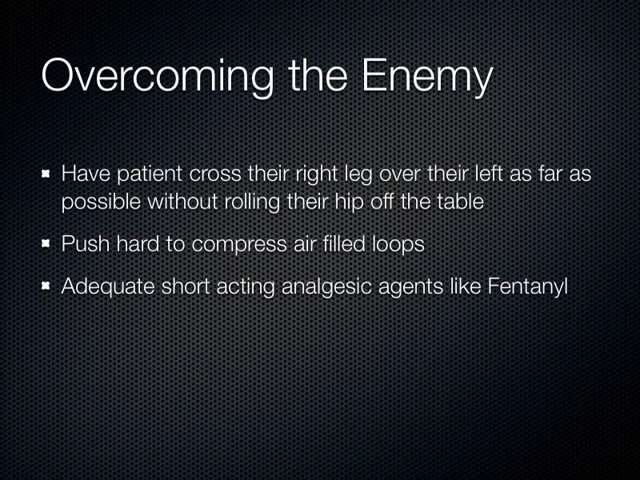 Overcoming the Enemy
Have patient cross their right leg over their left as far as
possible without rolling their hip off the table
Push hard to compress air filled loops
Adequate short acting analgesic agents like Fentanyl